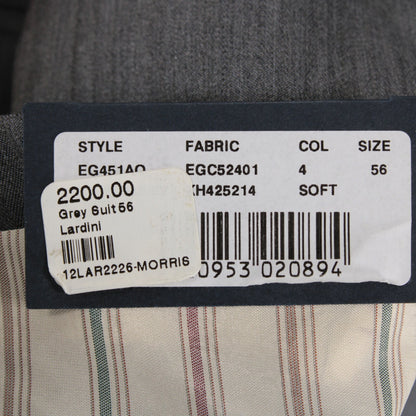 STYLE FABRIC COL SIZE
EG451AQ EGC52401 4 56
KH425214 SOFT
2200.00
Grey Suit 56
Lardini
12LAR2226-MORRIS
0953 020894